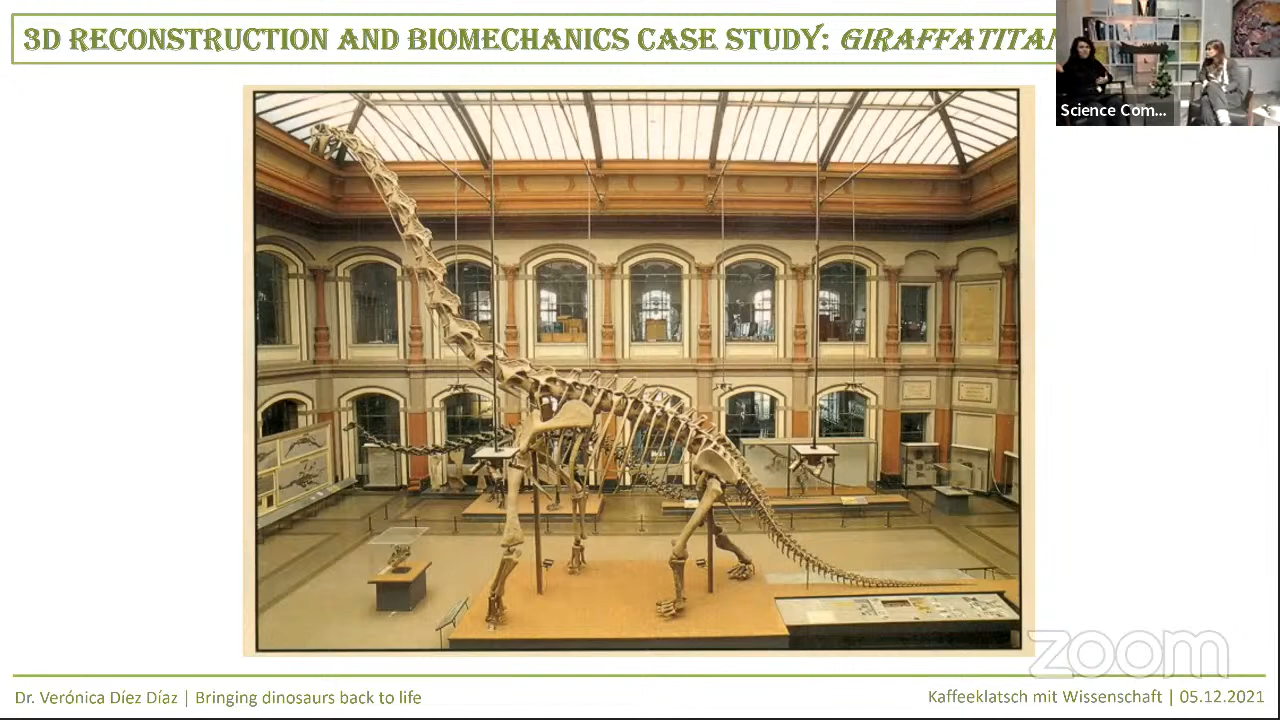 3D RECONSTRUCTION AND BIOMECHANICS CASE STUDY: GIRAFFATITAN
Science Com...
zoom
Dr. Verónica Díez Díaz | Bringing dinosaurs back to life
Kaffeeklatsch mit Wissenschaft | 05.12.2021